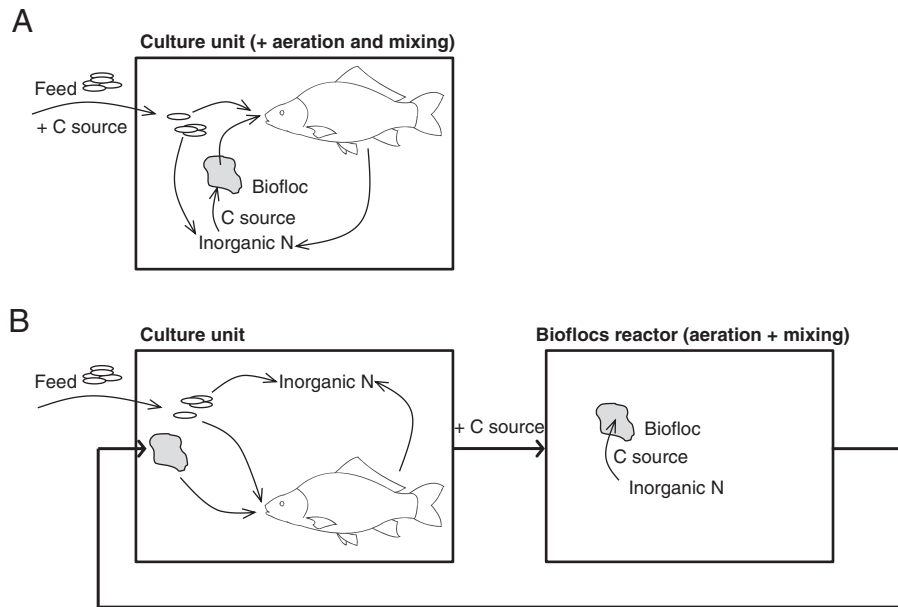 A
Culture unit (+ aeration and mixing)
Feed
+ C source
Biofloc
C source
Inorganic N
B
Culture unit
Bioflocs reactor (aeration + mixing)
Feed
Inorganic N
+ C source
Biofloc
C source
Inorganic N